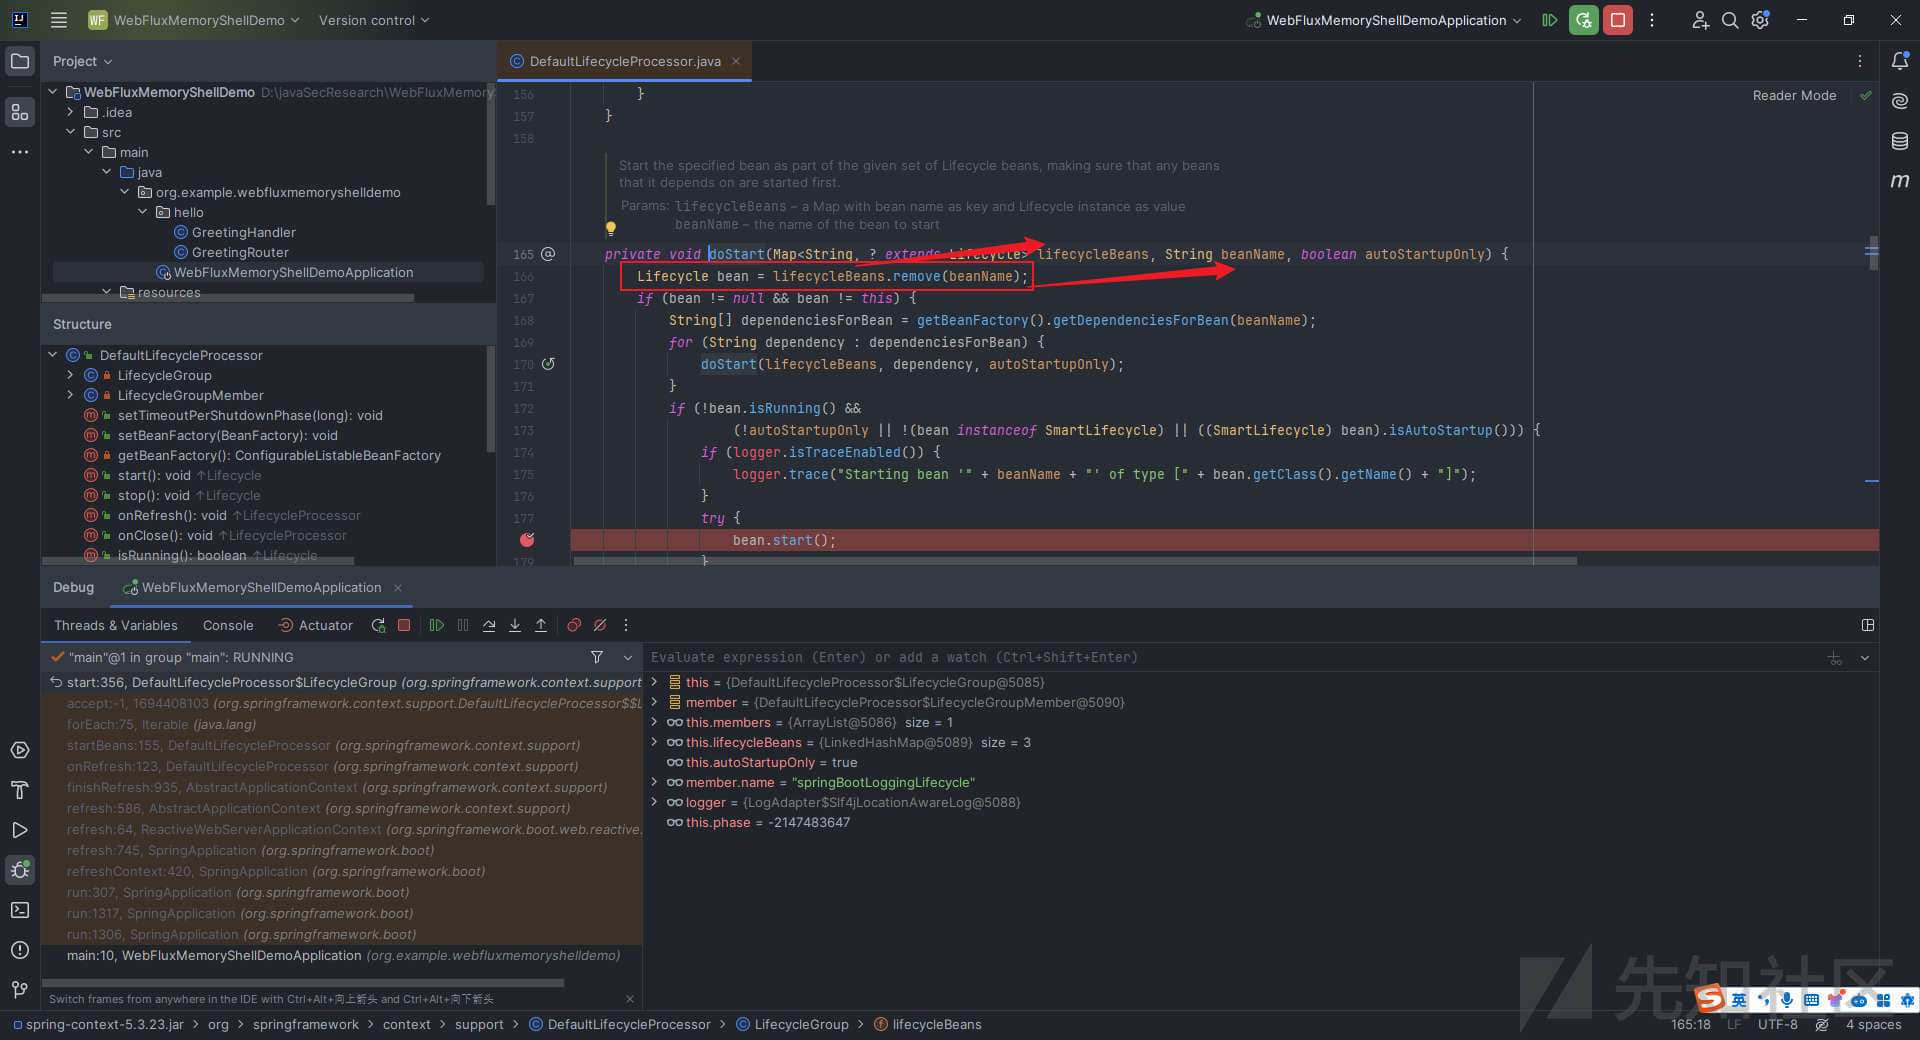 WF WebFluxMemoryShellDemo Version control WebFluxMemoryShellDemoApplication
Project
WebFluxMemoryShellDemo D:\javaSecResearch\WebFluxMemory
.idea
src
main
java
org.example.webfluxmemoryshelldemo
hello
GreetingHandler
GreetingRouter
WebFluxMemoryShellDemoApplication
resources
Structure
DefaultLifecycleProcessor
LifecycleGroup
LifecycleGroupMember
setTimeoutPerShutdownPhase(long): void
setBeanFactory(BeanFactory): void
getBeanFactory(): ConfigurableListableBeanFactory
start(): void ↑Lifecycle
stop(): void ↑Lifecycle
onRefresh(): void ↑LifecycleProcessor
onClose(): void ↑LifecycleProcessor
isRunning(): boolean ↑Lifecycle
DefaultLifecycleProcessor.java
Reader Mode
156 }
157 }
158
Start the specified bean as part of the given set of Lifecycle beans, making sure that any beans
that it depends on are started first.
Params: lifecycleBeans – a Map with bean name as key and Lifecycle instance as value
beanName – the name of the bean to start
165 private void doStart(Map<String, ? extends Lifecycle> lifecycleBeans, String beanName, boolean autoStartupOnly) {
166 Lifecycle bean = lifecycleBeans.remove(beanName);
167 if (bean != null && bean != this) {
168 String[] dependenciesForBean = getBeanFactory().getDependenciesForBean(beanName);
169 for (String dependency : dependenciesForBean) {
170 doStart(lifecycleBeans, dependency, autoStartupOnly);
171 }
172 if (!bean.isRunning() &&
173 (!autoStartupOnly || !(bean instanceof SmartLifecycle) || ((SmartLifecycle) bean).isAutoStartup())) {
174 if (logger.isTraceEnabled()) {
175 logger.trace("Starting bean '" + beanName + "' of type [" + bean.getClass().getName() + "]");
176 }
177 try {
bean.start();
179 }
Debug WebFluxMemoryShellDemoApplication
Threads & Variables Console Actuator
"main"@1 in group "main": RUNNING
start:356, DefaultLifecycleProcessor$LifecycleGroup (org.springframework.context.support
accept:-1, 1694408103 (org.springframework.context.support.DefaultLifecycleProcessor$$L
forEach:75, Iterable (java.lang)
startBeans:155, DefaultLifecycleProcessor (org.springframework.context.support)
onRefresh:123, DefaultLifecycleProcessor (org.springframework.context.support)
finishRefresh:935, AbstractApplicationContext (org.springframework.context.support)
refresh:586, AbstractApplicationContext (org.springframework.context.support)
refresh:64, ReactiveWebServerApplicationContext (org.springframework.boot.web.reactive.
refresh:745, SpringApplication (org.springframework.boot)
refreshContext:420, SpringApplication (org.springframework.boot)
run:307, SpringApplication (org.springframework.boot)
run:1317, SpringApplication (org.springframework.boot)
run:1306, SpringApplication (org.springframework.boot)
main:10, WebFluxMemoryShellDemoApplication (org.example.webfluxmemoryshelldemo)
Switch frames from anywhere in the IDE with Ctrl+Alt+向上箭头 and Ctrl+Alt+向下箭头
Evaluate expression (Enter) or add a watch (Ctrl+Shift+Enter)
this = {DefaultLifecycleProcessor$LifecycleGroup@5085}
member = {DefaultLifecycleProcessor$LifecycleGroupMember@5090}
this.members = {ArrayList@5086} size = 1
this.lifecycleBeans = {LinkedHashMap@5089} size = 3
this.autoStartupOnly = true
member.name = "springBootLoggingLifecycle"
logger = {LogAdapter$Slf4jLocationAwareLog@5088}
this.phase = -2147483647
先知社区
英
spring-context-5.3.23.jar > org > springframework > context > support > DefaultLifecycleProcessor > LifecycleGroup > lifecycleBeans
165:18 LF UTF-8 4 spaces